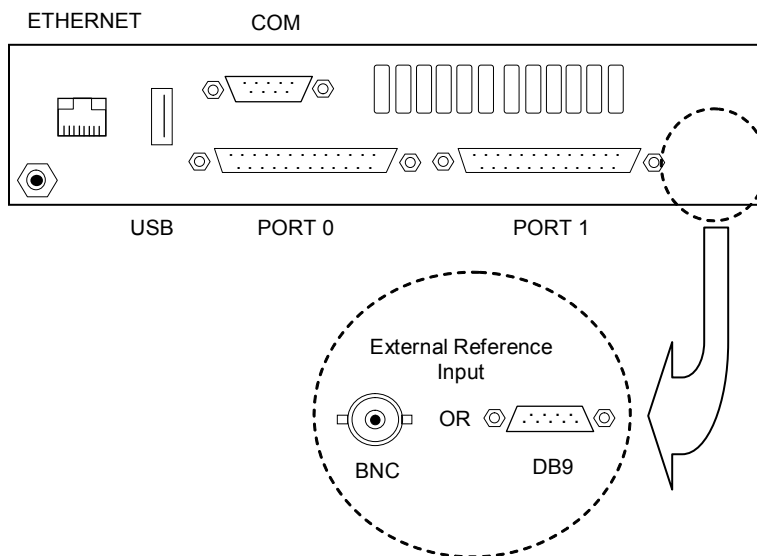 ETHERNET COM
USB PORT 0 PORT 1
External Reference
Input
OR
BNC DB9